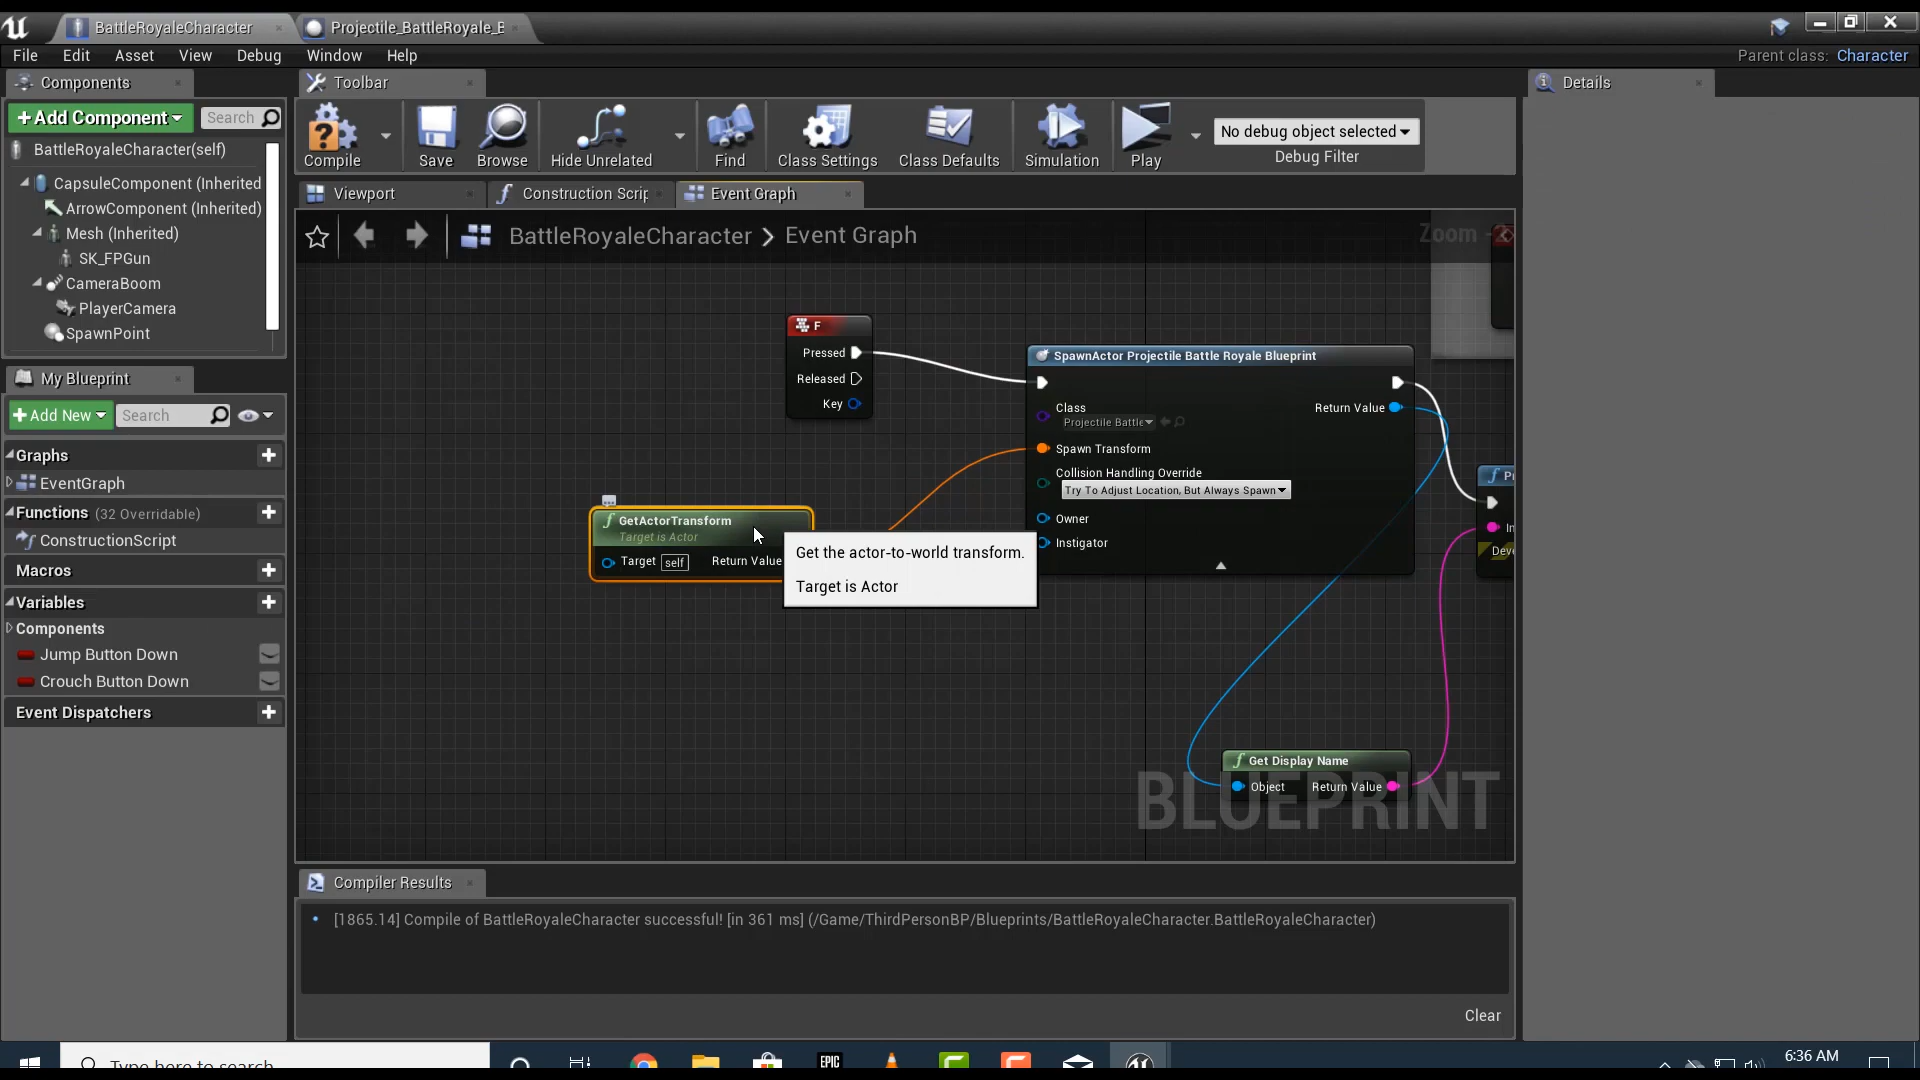 BattleRoyaleCharacter
Projectile_BattleRoyale_E
File Edit Asset View Debug Window Help
Parent class: Character
Components
Toolbar
Details
+Add Component
Search
BattleRoyaleCharacter(self)
CapsuleComponent (Inherited
ArrowComponent (Inherited)
Mesh (Inherited)
SK_FPGun
CameraBoom
PlayerCamera
SpawnPoint
Compile
Save
Browse
Hide Unrelated
Find
Class Settings
Class Defaults
Simulation
Play
No debug object selected
Debug Filter
Viewport
Construction Scrip
Event Graph
BattleRoyaleCharacter > Event Graph
Zoom
My Blueprint
+Add New
Search
Graphs
EventGraph
Functions (32 Overridable)
ConstructionScript
Macros
Variables
Components
Jump Button Down
Crouch Button Down
Event Dispatchers
F
Pressed
Released
Key
SpawnActor Projectile Battle Royale Blueprint
Class
Return Value
Projectile Battle
Spawn Transform
Collision Handling Override
Try To Adjust Location, But Always Spawn
Owner
Instigator
GetActorTransform
Target is Actor
Target self
Return Value
Get the actor-to-world transform.
Target is Actor
Get Display Name
Object
Return Value
BLUEPRINT
Compiler Results
[1865.14] Compile of BattleRoyaleCharacter successful! [in 361 ms] (/Game/ThirdPersonBP/Blueprints/BattleRoyaleCharacter.BattleRoyaleCharacter)
Clear
Type here to search
EPIC
6:36 AM